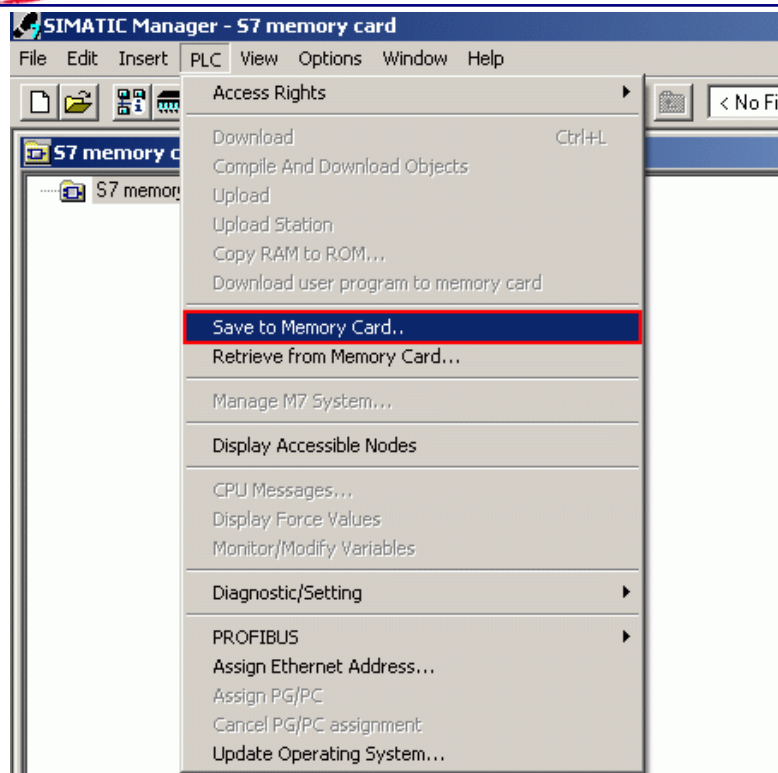 SIMATIC Manager - S7 memory card
File Edit Insert PLC View Options Window Help
Access Rights
< No Fi
Download Ctrl+L
S7 memory c
Compile And Download Objects
S7 memor
Upload
Upload Station
Copy RAM to ROM...
Download user program to memory card
Save to Memory Card..
Retrieve from Memory Card...
Manage M7 System...
Display Accessible Nodes
CPU Messages...
Display Force Values
Monitor/Modify Variables
Diagnostic/Setting
PROFIBUS
Assign Ethernet Address...
Assign PG/PC
Cancel PG/PC assignment
Update Operating System...